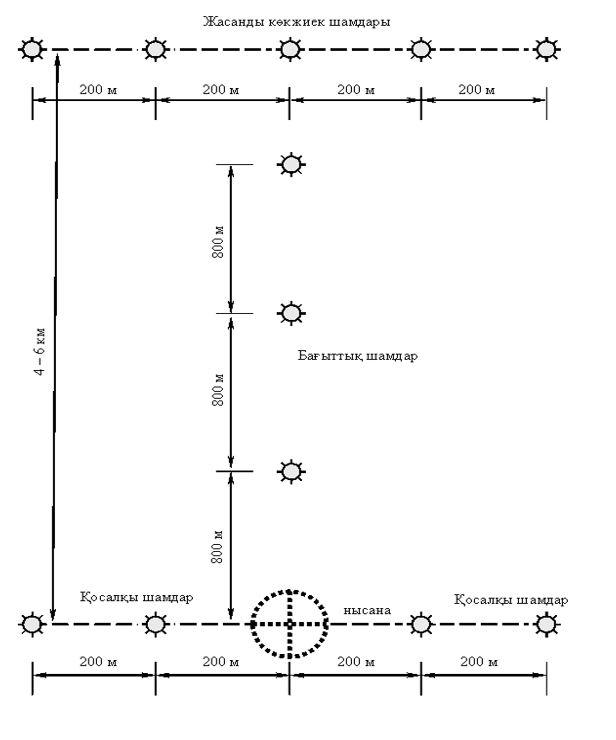 Жасанды көкжиек шамдары
200 м
200 м
200 м
200 м
800 м
4 – 6 км
800 м
Бағыттық шамдар
800 м
Қосалқы шамдар
нысана
Қосалқы шамдар
200 м
200 м
200 м
200 м